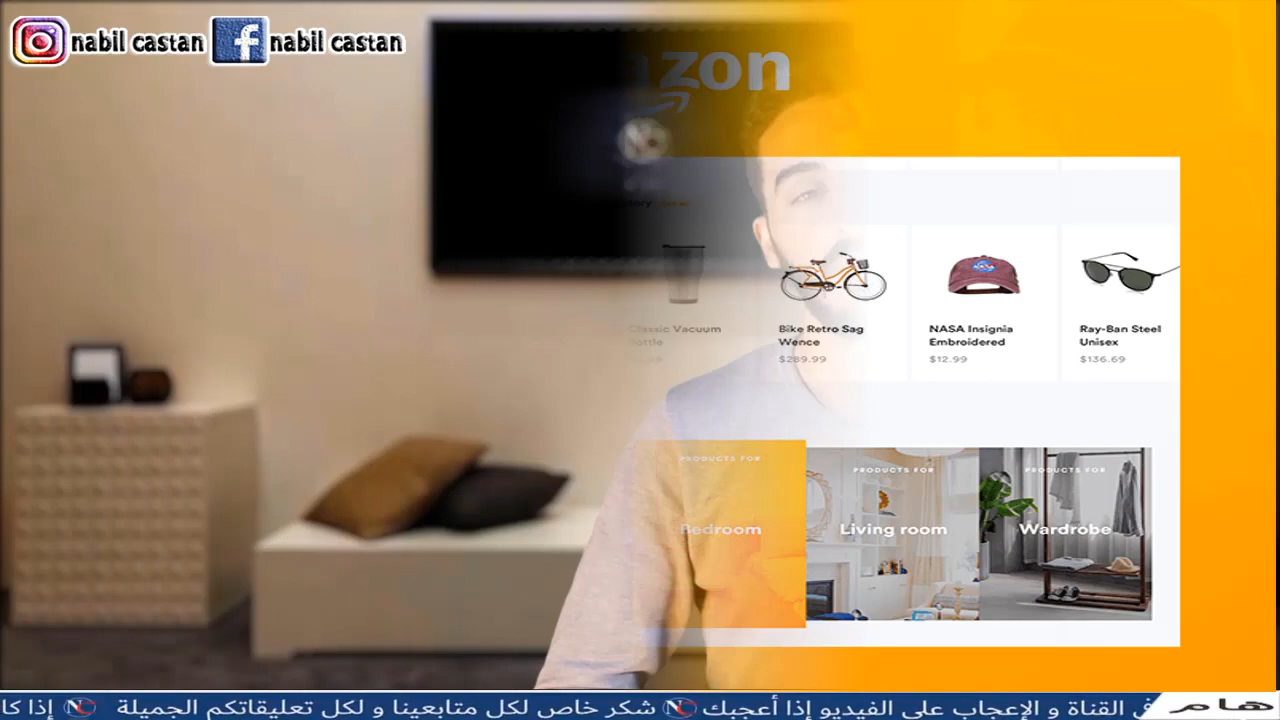 nabil castan
nabil castan
zon
Classic Vacuum
Bottle
Bike Retro Sag
Wence
$289.99
NASA Insignia
Embroidered
$12.99
Ray-Ban Steel
Unisex
$136.69
PRODUCTS FOR
Bedroom
PRODUCTS FOR
Living room
PRODUCTS FOR
Wardrobe
هام
القناة و الإعجاب على الفيديو إذا أعجبك شكر خاص لكل متابعينا و لكل تعليقاتكم الجميلة إذا كا